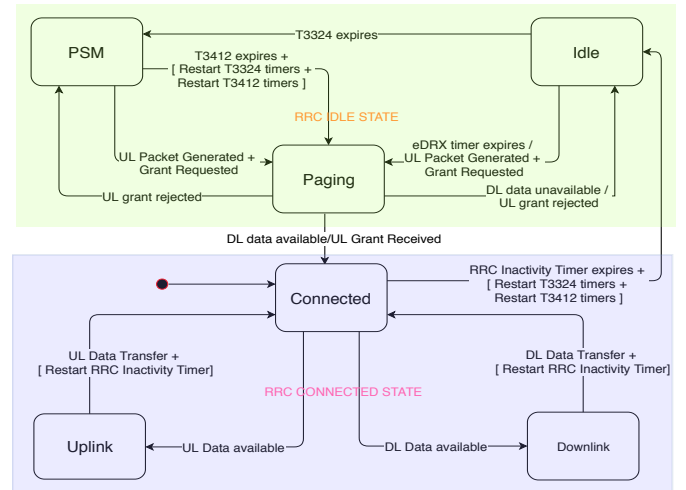 T3324 expires
PSM
Idle
T3412 expires +
[ Restart T3324 timers +
Restart T3412 timers ]
RRC IDLE STATE
UL Packet Generated +
Grant Requested
eDRX timer expires /
UL Packet Generated +
Grant Requested
Paging
UL grant rejected
DL data unavailable /
UL grant rejected
DL data available/UL Grant Received
RRC Inactivity Timer expires +
[ Restart T3324 timers +
Restart T3412 timers ]
Connected
UL Data Transfer +
[ Restart RRC Inactivity Timer]
DL Data Transfer +
[ Restart RRC Inactivity Timer]
RRC CONNECTED STATE
Uplink
UL Data available
DL Data available
Downlink